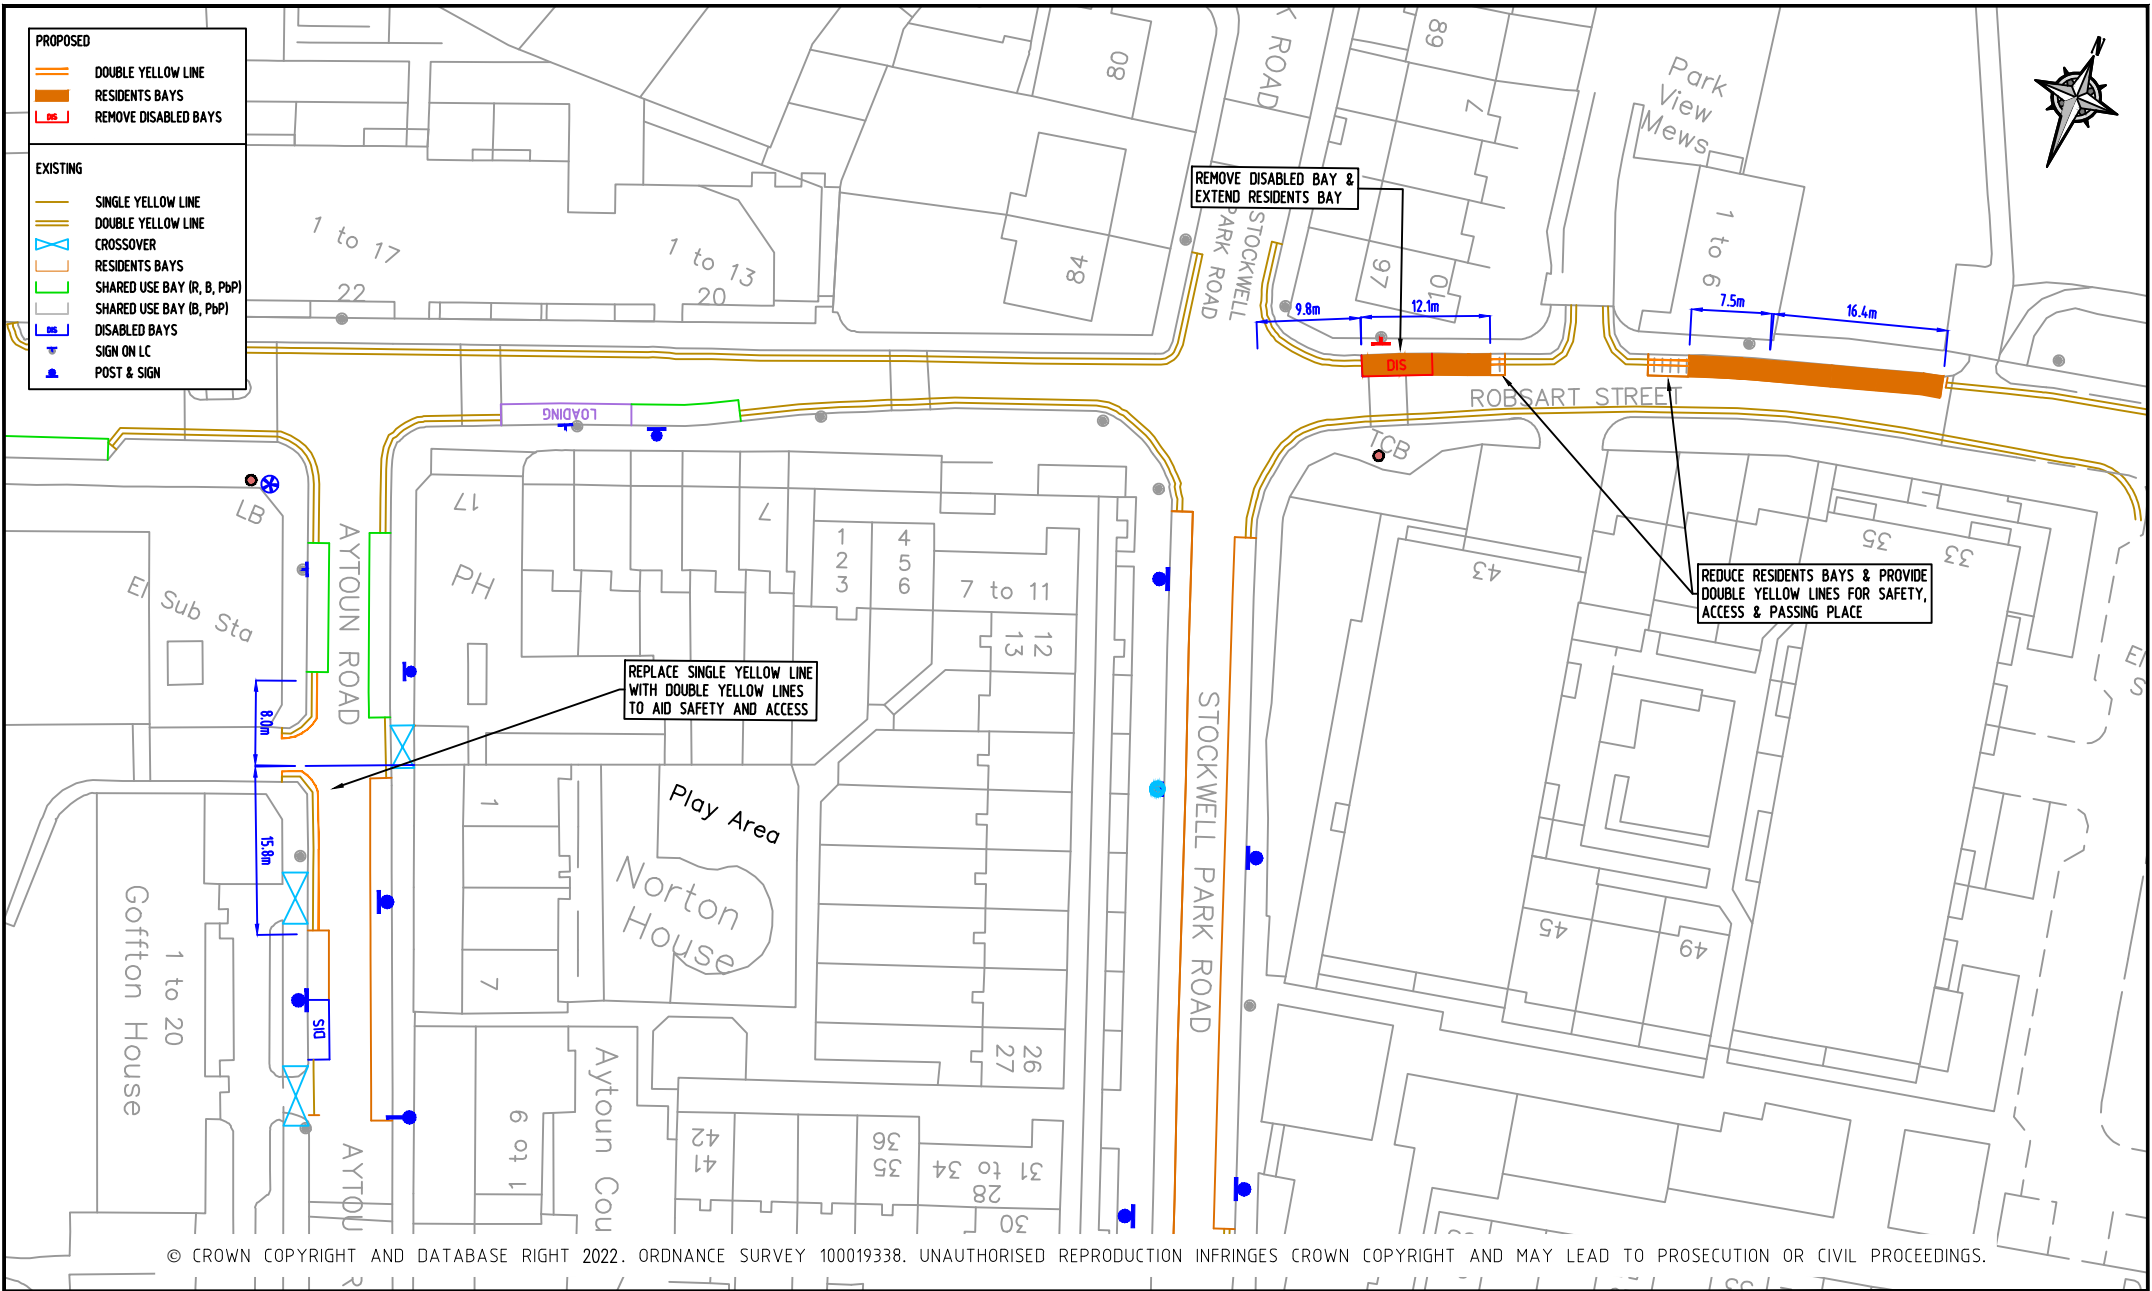 PROPOSED
DOUBLE YELLOW LINE
RESIDENTS BAYS
DIS REMOVE DISABLED BAYS
EXISTING
SINGLE YELLOW LINE
DOUBLE YELLOW LINE
CROSSOVER
RESIDENTS BAYS
SHARED USE BAY (R, B, PbP)
SHARED USE BAY (B, PbP)
DIS DISABLED BAYS
SIGN ON LC
POST & SIGN
N
80
ROAD
68
7
Park
View
Mews
1 to 6
REMOVE DISABLED BAY &
EXTEND RESIDENTS BAY
STOCKWELL
PARK ROAD
1 to 17
22
1 to 13
20
84
76
10
9.8m
12.1m
7.5m
16.4m
DIS
ROBSART STREET
TCB
LOADING
LB
El Sub Sta
AYTOUN ROAD
17
PH
7
1
2
3
4
5
6
7 to 11
12
13
43
35
33
REDUCE RESIDENTS BAYS & PROVIDE
DOUBLE YELLOW LINES FOR SAFETY,
ACCESS & PASSING PLACE
REPLACE SINGLE YELLOW LINE
WITH DOUBLE YELLOW LINES
TO AID SAFETY AND ACCESS
8.0m
15.8m
STOCKWELL PARK ROAD
1
7
Play Area
Norton
House
Goffton House
1 to 20
DIS
45
49
26
27
Aytoun Cou
1 to 6
42
41
36
35
31 to 34
28
30
AYTOU
© CROWN COPYRIGHT AND DATABASE RIGHT 2022. ORDNANCE SURVEY 100019338. UNAUTHORISED REPRODUCTION INFRINGES CROWN COPYRIGHT AND MAY LEAD TO PROSECUTION OR CIVIL PROCEEDINGS.